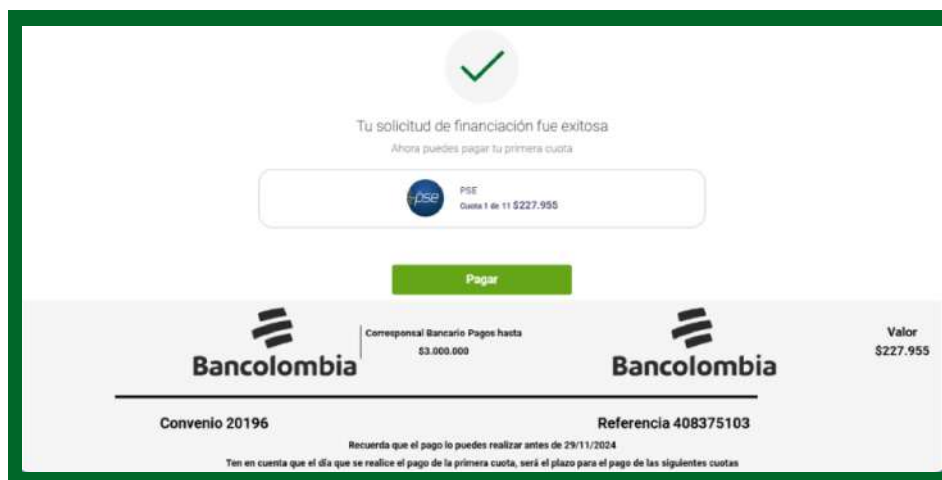 Tu solicitud de financiación fue exitosa
Ahora puedes pagar tu primera cuota
pse
PSE
Cuota 1 de 11 $227.955
Pagar
Bancolombia
Corresponsal Bancario Pagos hasta
$3.000.000
Bancolombia
Valor
$227.955
Convenio 20196
Referencia 408375103
Recuerda que el pago lo puedes realizar antes de 29/11/2024
Ten en cuenta que el día que se realice el pago de la primera cuota, será el plazo para el pago de las siguientes cuotas